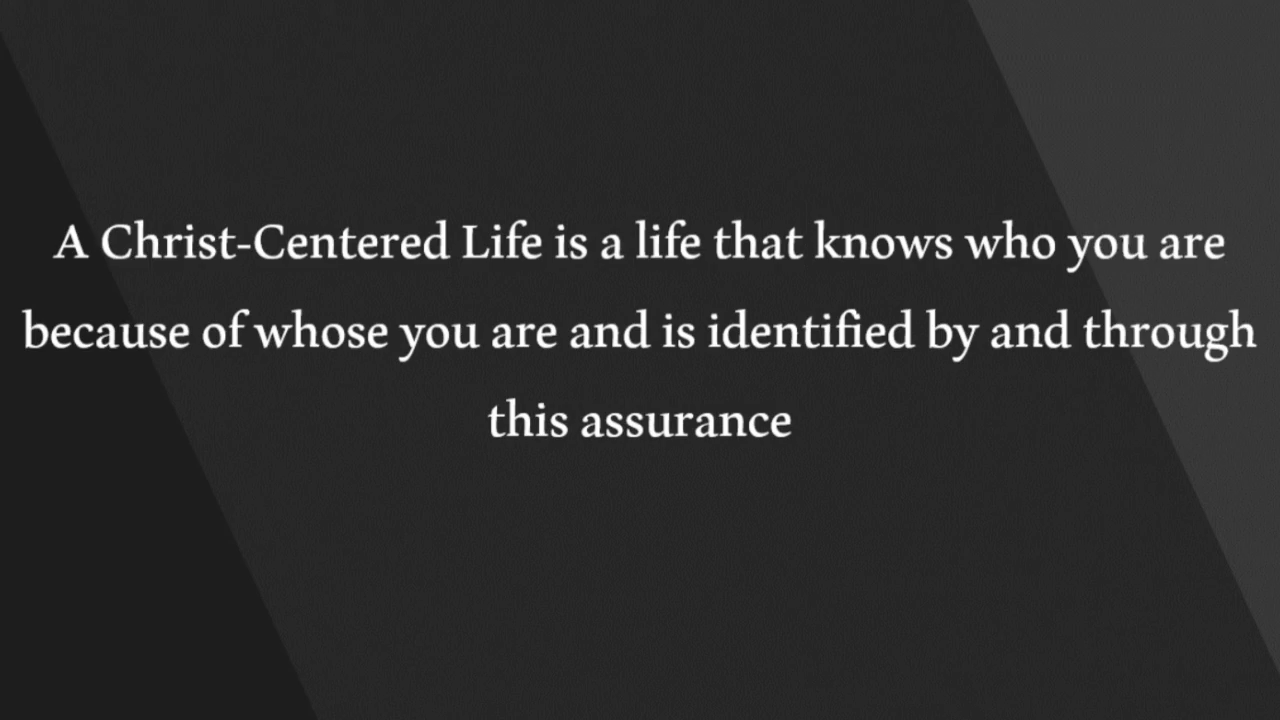 A Christ-Centered Life is a life that knows who you are
because of whose you are and is identified by and through
this assurance